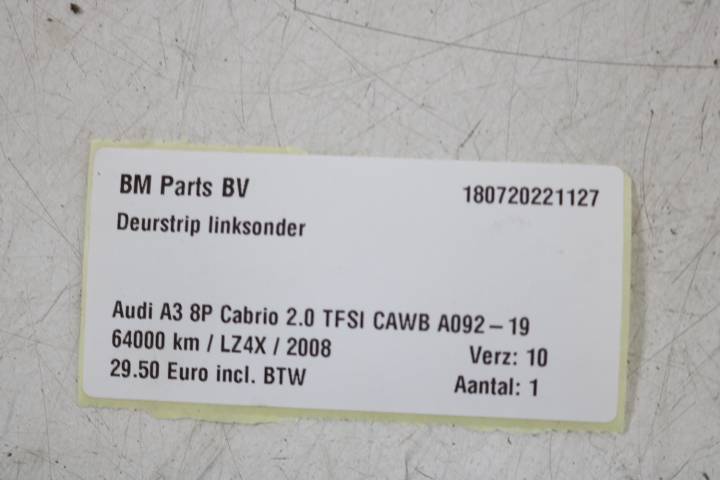 BM Parts BV 180720221127
Deurstrip linksonder
Audi A3 8P Cabrio 2.0 TFSI CAWB A092-19
64000 km / LZ4X / 2008 Verz: 10
29.50 Euro incl. BTW Aantal: 1